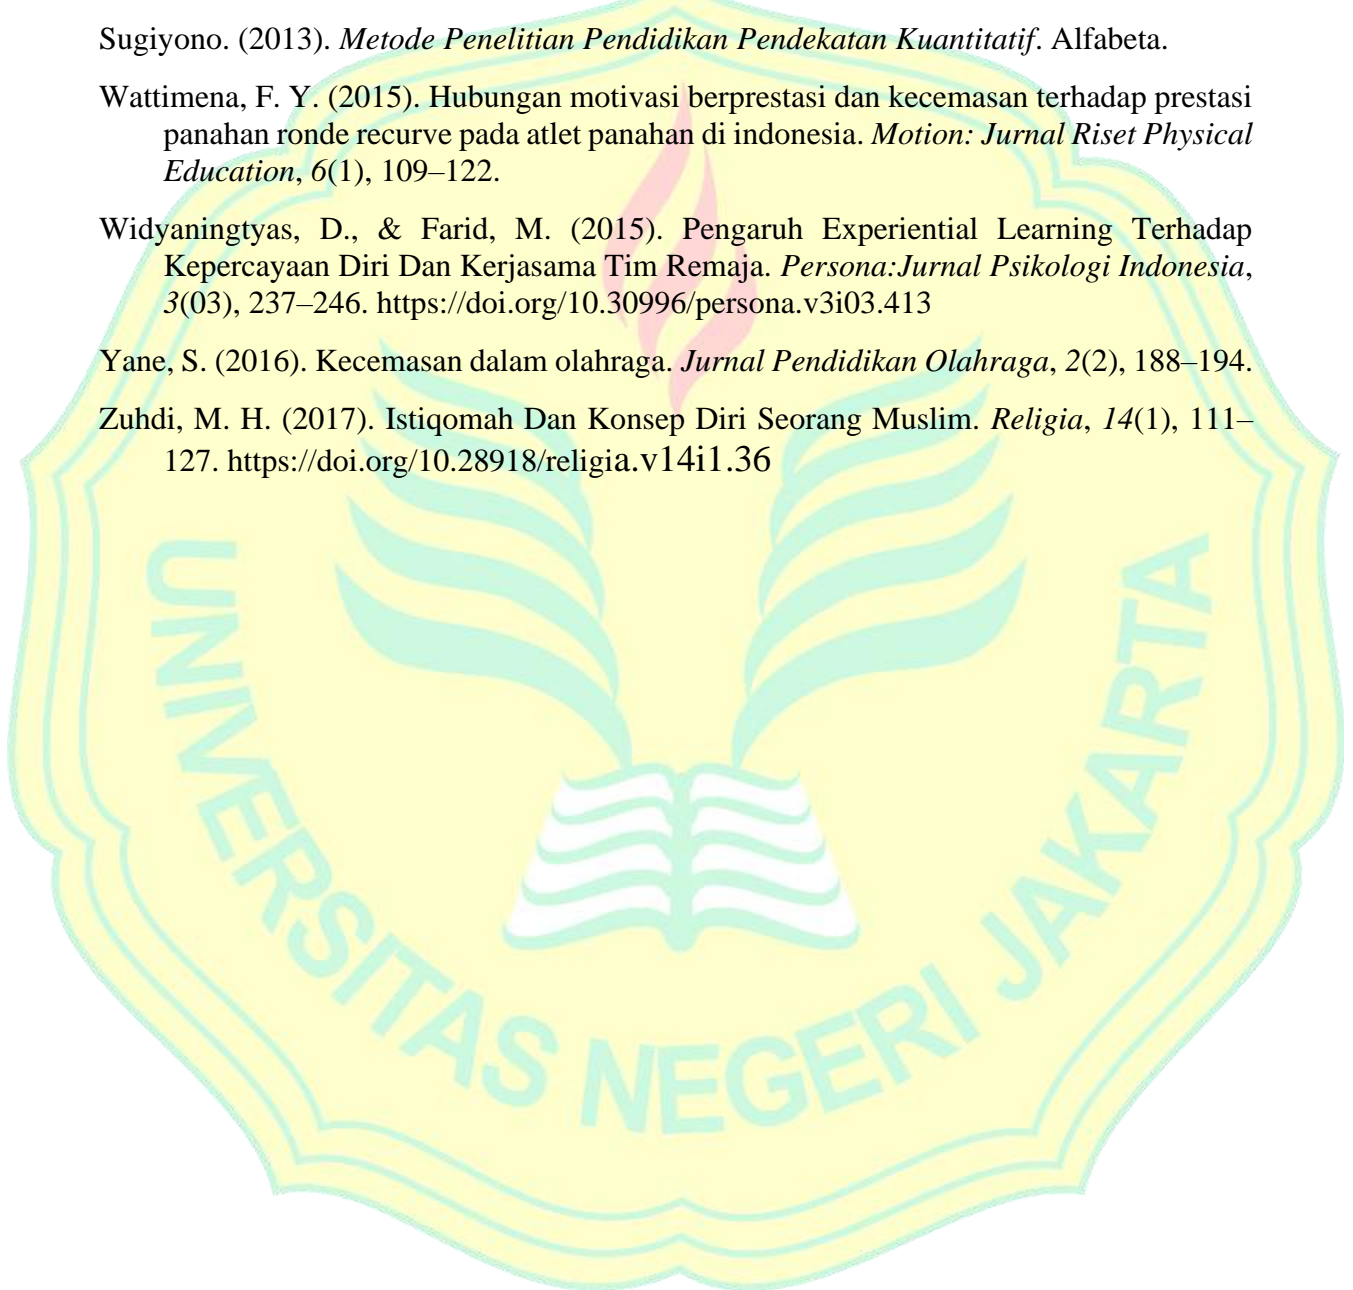 Sugiyono. (2013). Metode Penelitian Pendidikan Pendekatan Kuantitatif. Alfabeta.
Wattimena, F. Y. (2015). Hubungan motivasi berprestasi dan kecemasan terhadap prestasi
panahan ronde recurve pada atlet panahan di indonesia. Motion: Jurnal Riset Physical
Education, 6(1), 109–122.
Widyaningtyas, D., & Farid, M. (2015). Pengaruh Experiential Learning Terhadap
Kepercayaan Diri Dan Kerjasama Tim Remaja. Persona:Jurnal Psikologi Indonesia,
3(03), 237–246. https://doi.org/10.30996/persona.v3i03.413
Yane, S. (2016). Kecemasan dalam olahraga. Jurnal Pendidikan Olahraga, 2(2), 188–194.
Zuhdi, M. H. (2017). Istiqomah Dan Konsep Diri Seorang Muslim. Religia, 14(1), 111–
127. https://doi.org/10.28918/religia.v14i1.36
UNIVERSITAS NEGERI JAKARTA